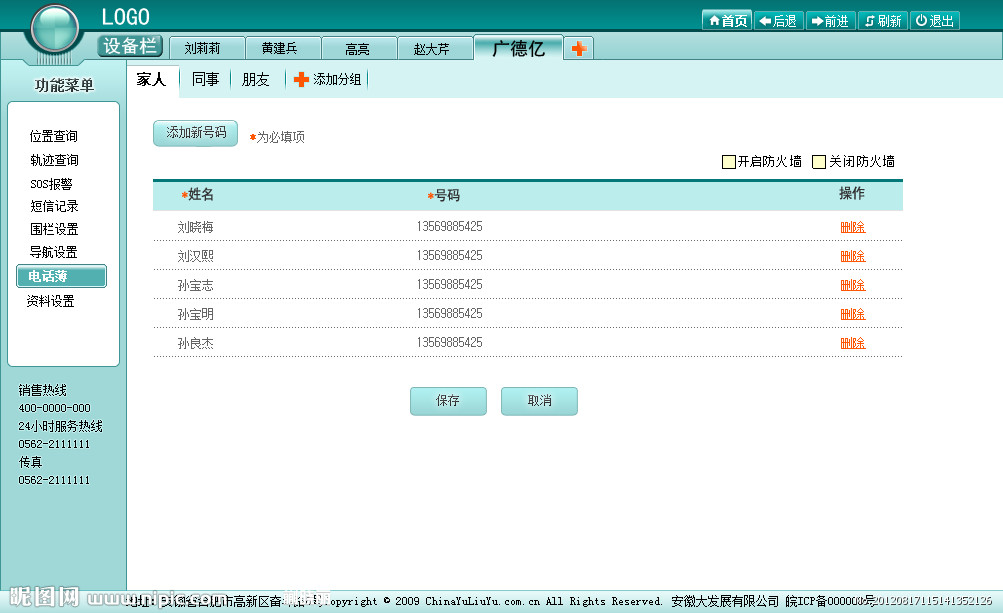 LOGO
首页 后退 前进 刷新 退出
设备栏 刘莉莉 黄建兵 高亮 赵大芹 广德亿
功能菜单
家人 同事 朋友 添加分组
位置查询
轨迹查询
SOS报警
短信记录
围栏设置
导航设置
电话薄
资料设置
添加新号码 *为必填项
开启防火墙 关闭防火墙
*姓名 *号码 操作
刘晓梅 13569885425 删除
刘汉熙 13569885425 删除
孙宝志 13569885425 删除
孙宝明 13569885425 删除
孙良杰 13569885425 删除
保存 取消
销售热线
400-0000-000
24小时服务热线
0562-2111111
传真
0562-2111111
昵图网 www.nipic.com
合肥市高新区 Copyright © 2009 ChinaYuLiuYu.com.cn All Rights Reserved. 安徽大发展有限公司 皖ICP备00000
20120817115141352126